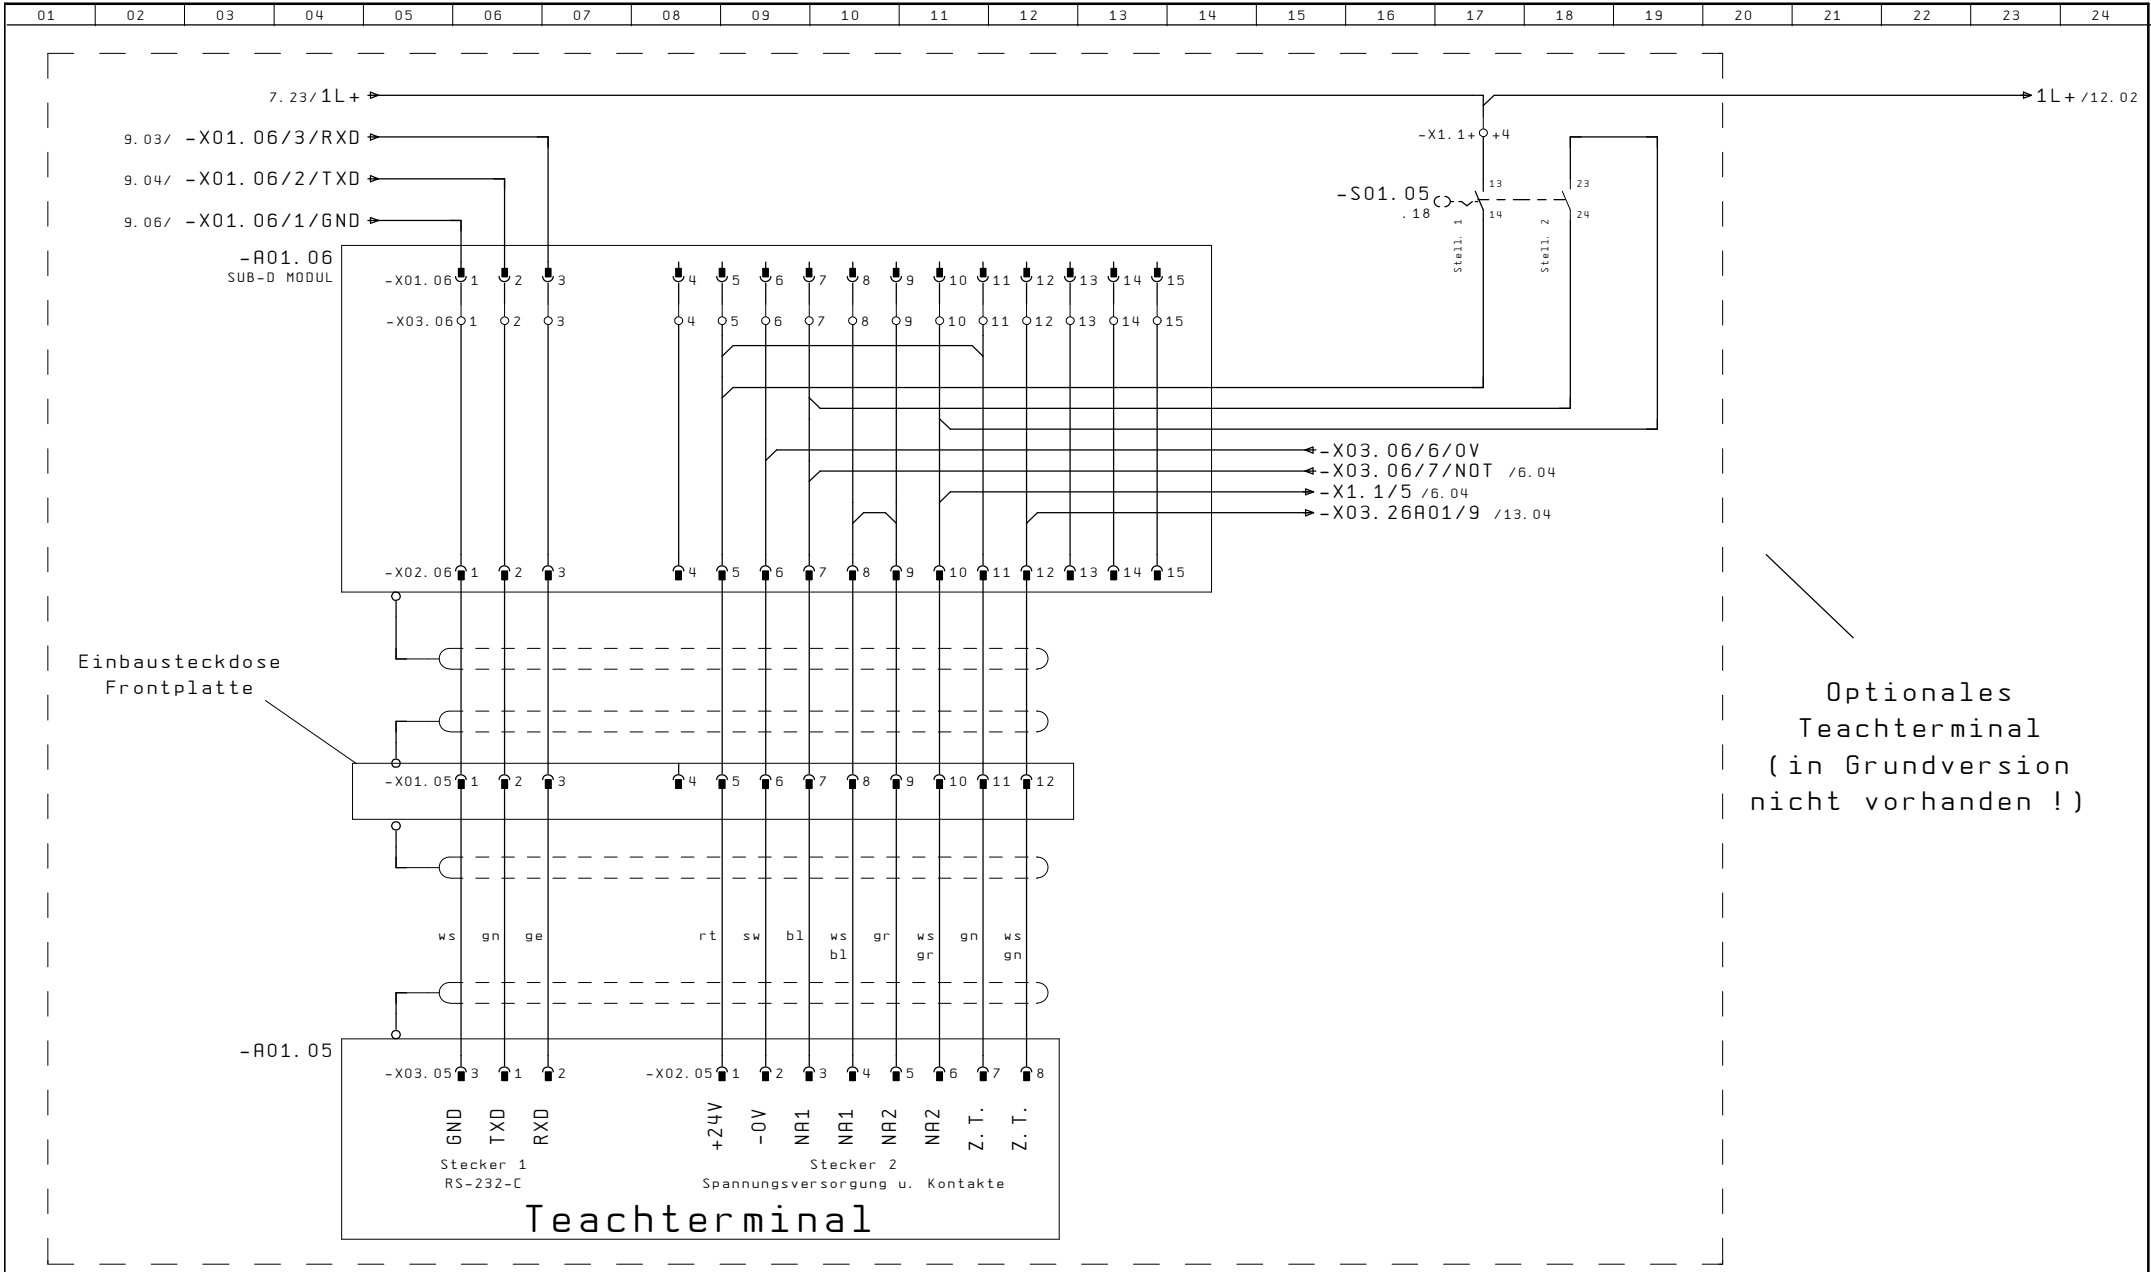 01 02 03 04 05 06 07 08 09 10 11 12 13 14 15 16 17 18 19 20 21 22 23 24
7.23/1L+
1L+/12.02
9.03/ -X01.06/3/RXD
-X1.1+ +4
9.04/ -X01.06/2/TXD
-S01.05 13 23
.18 14 24
Stell. 1
Stell. 2
9.06/ -X01.06/1/GND
-A01.06
SUB-D MODUL
-X01.06 1 2 3 4 5 6 7 8 9 10 11 12 13 14 15
-X03.06 1 2 3 4 5 6 7 8 9 10 11 12 13 14 15
-X03.06/6/0V
-X03.06/7/NOT /6.04
-X1.1/5 /6.04
-X03.26A01/9 /13.04
-X02.06 1 2 3 4 5 6 7 8 9 10 11 12 13 14 15
Einbausteckdose
Frontplatte
Optionales
Teachterminal
(in Grundversion
nicht vorhanden !)
-X01.05 1 2 3 4 5 6 7 8 9 10 11 12
ws gn ge rt sw bl ws gr ws gn ws
bl gr gn
-A01.05
-X03.05 3 1 2 -X02.05 1 2 3 4 5 6 7 8
GND TXD RXD +24V -0V NA1 NA1 NA2 NA2 Z.T. Z.T.
Stecker 1 Stecker 2
RS-232-C Spannungsversorgung u. Kontakte
Teachterminal